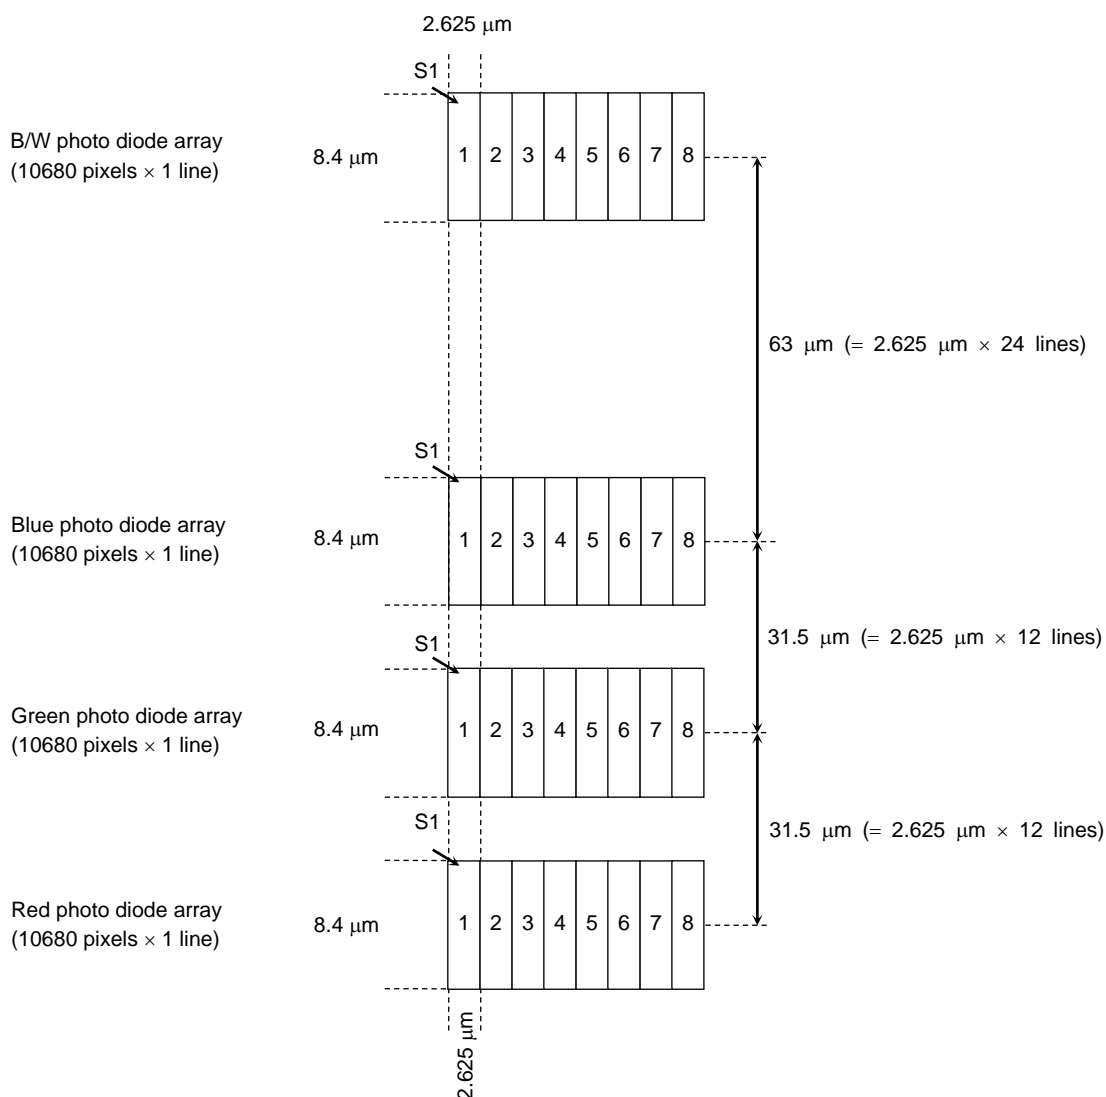 2.625 μm
S1
B/W photo diode array
(10680 pixels × 1 line)
8.4 μm
1 2 3 4 5 6 7 8
63 μm (= 2.625 μm × 24 lines)
S1
Blue photo diode array
(10680 pixels × 1 line)
8.4 μm
1 2 3 4 5 6 7 8
31.5 μm (= 2.625 μm × 12 lines)
S1
Green photo diode array
(10680 pixels × 1 line)
8.4 μm
1 2 3 4 5 6 7 8
31.5 μm (= 2.625 μm × 12 lines)
S1
Red photo diode array
(10680 pixels × 1 line)
8.4 μm
1 2 3 4 5 6 7 8
2.625 μm